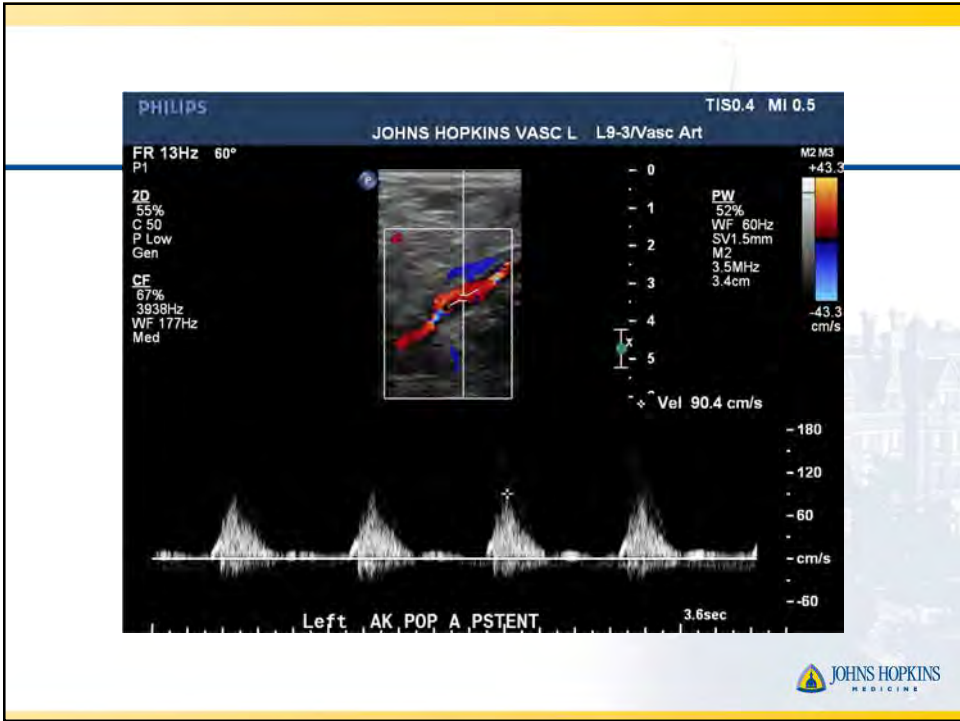 PHILIPS
TIS0.4 MI 0.5
JOHNS HOPKINS VASC L L9-3/Vasc Art
FR 13Hz 60°
P1
2D
55%
C 50
P Low
Gen
CF
67%
3938Hz
WF 177Hz
Med
P
0
1
2
3
4
5
x
PW
52%
WF 60Hz
SV1.5mm
M2
3.5MHz
3.4cm
M2 M3
+43.3
-43.3
cm/s
Vel 90.4 cm/s
180
120
60
cm/s
-60
3.6sec
Left AK POP A PSTENT
JOHNS HOPKINS
MEDICINE